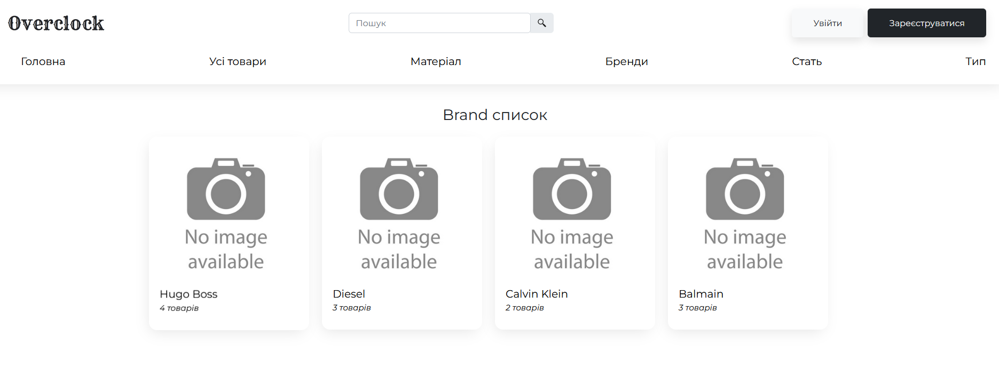 Overclock
Пошук
Увійти
Зареєструватися
Головна
Усі товари
Матеріал
Бренди
Стать
Тип
Brand список
No image
available
Hugo Boss
4 товарів
No image
available
Diesel
3 товарів
No image
available
Calvin Klein
2 товарів
No image
available
Balmain
3 товарів